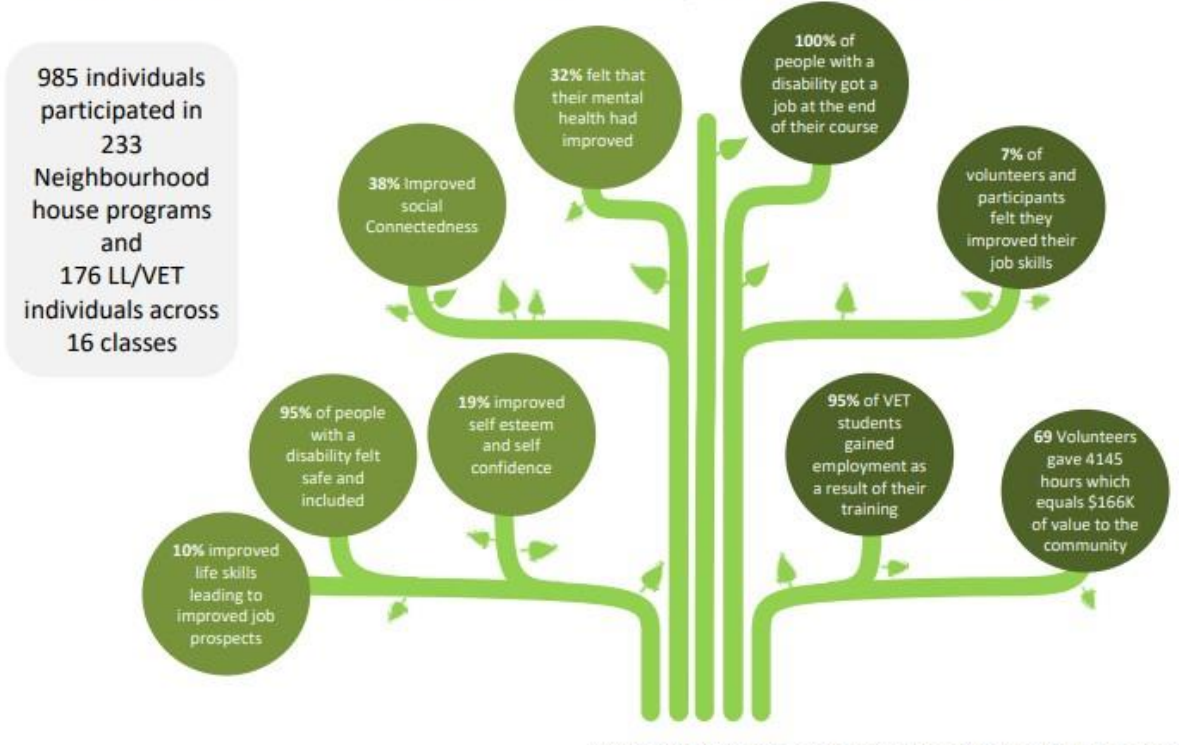 985 individuals
participated in
233
Neighbourhood
house programs
and
176 LL/VET
individuals across
16 classes
32% felt that
their mental
health had
improved
100% of
people with a
disability got a
job at the end
of their course
38% Improved
social
Connectedness
7% of
volunteers and
participants
felt they
improved their
job skills
95% of people
with a
disability felt
safe and
included
19% improved
self esteem
and self
confidence
95% of VET
students
gained
employment as
a result of their
training
69 Volunteers
gave 4145
hours which
equals $166K
of value to the
community
10% improved
life skills
leading to
improved job
prospects